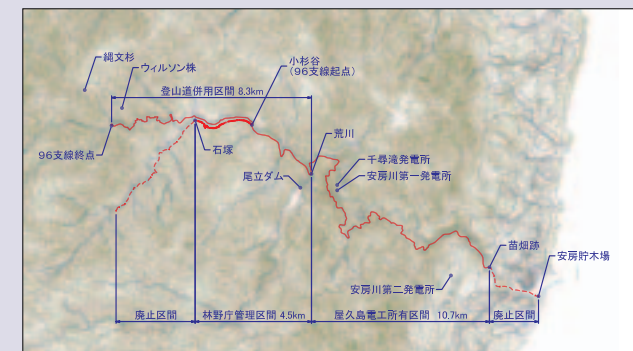 縄文杉
ウィルソン株
小杉谷
（96支線起点）
登山道併用区間 8.3km
96支線終点
石塚
荒川
尾立ダム
千尋滝発電所
安房川第一発電所
苗畑跡
安房貯木場
安房川第二発電所
廃止区間
林野庁管理区間 4.5km
屋久島電工所有区間 10.7km
廃止区間